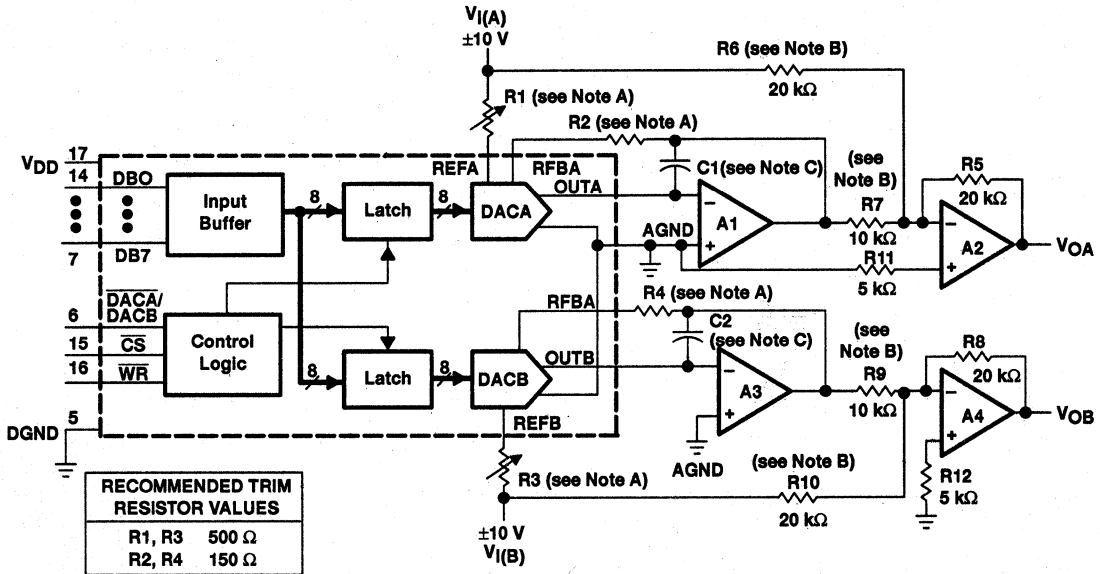 VI(A)
±10 V
R6 (see Note B)
20 kΩ
R1 (see Note A)
R2 (see Note A)
C1(see Note C)
(see
Note B)
R7
10 kΩ
R5
20 kΩ
VDD
17
14
DBO
7
DB7
Input
Buffer
8
Latch
8
REFA
RFBA
DACA
OUTA
AGND
A1
R11
5 kΩ
A2
VOA
−
+
−
+
DACA/
DACB
6
15
CS
16
WR
Control
Logic
8
Latch
8
RFBA
DACB
OUTB
REFB
R4 (see Note A)
C2
(see Note C)
−
+
A3
AGND
(see
Note B)
R9
10 kΩ
R8
20 kΩ
−
+
A4
VOB
R12
5 kΩ
DGND
5
R3 (see Note A)
(see Note B)
R10
20 kΩ
±10 V
VI(B)
RECOMMENDED TRIM
RESISTOR VALUES
R1, R3 500 Ω
R2, R4 150 Ω